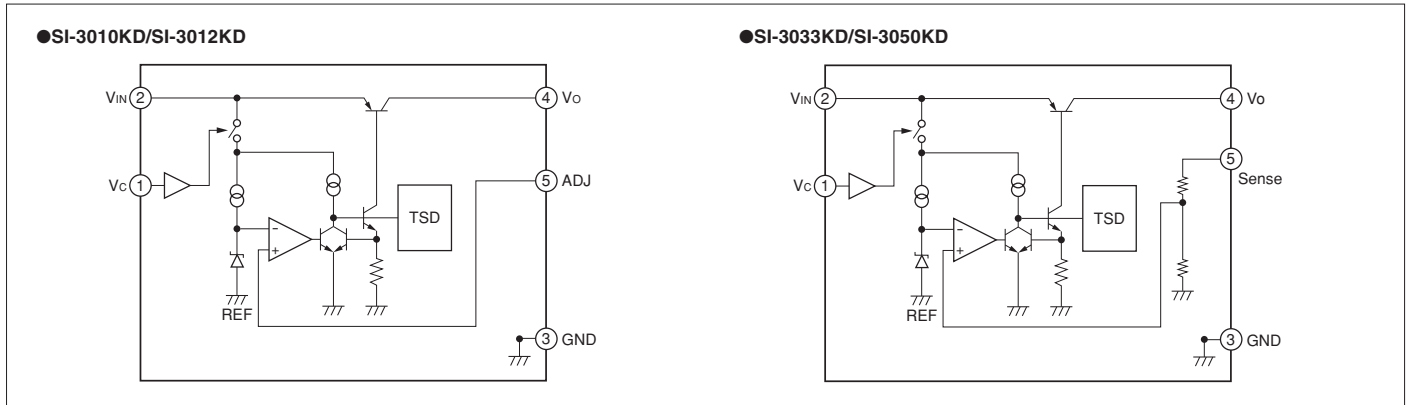 ●SI-3010KD/SI-3012KD
VIN 2
4 VO
VC 1
5 ADJ
TSD
−
+
REF
3 GND
●SI-3033KD/SI-3050KD
VIN 2
4 Vo
VC 1
5
Sense
TSD
−
+
REF
3 GND